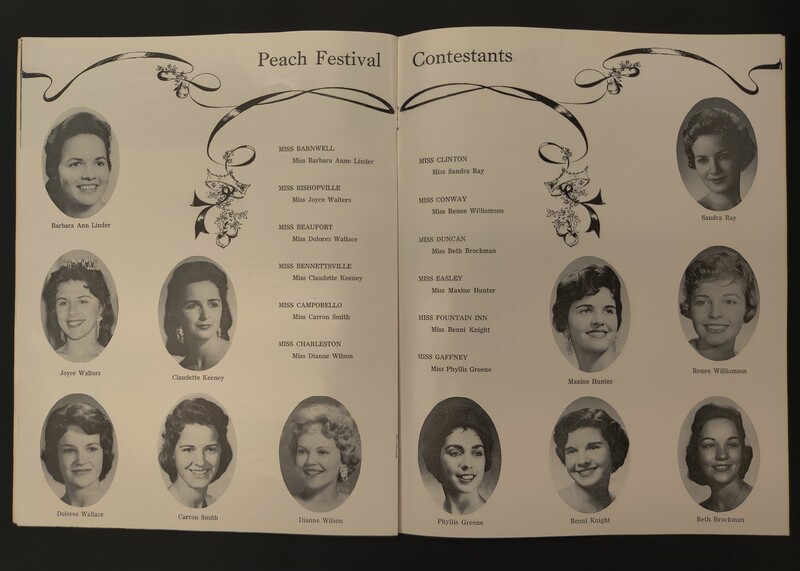 Peach Festival Contestants
MISS BARNWELL
Miss Barbara Anne Linder
MISS BISHOPVILLE
Miss Joyce Walters
MISS BEAUFORT
Miss Dolores Wallace
MISS BENNETTSVILLE
Miss Claudette Keeney
MISS CAMPOBELLO
Miss Carron Smith
MISS CHARLESTON
Miss Dianne Wilson
Barbara Ann Linder
Joyce Walters
Claudette Keeney
Dolores Wallace
Carron Smith
Dianne Wilson
MISS CLINTON
Miss Sandra Ray
MISS CONWAY
Miss Renee Williamson
MISS DUNCAN
Miss Beth Brockman
MISS EASLEY
Miss Maxine Hunter
MISS FOUNTAIN INN
Miss Benni Knight
MISS GAFFNEY
Miss Phyllis Greene
Sandra Ray
Maxine Hunter
Renee Williamson
Phyllis Greene
Benni Knight
Beth Brockman